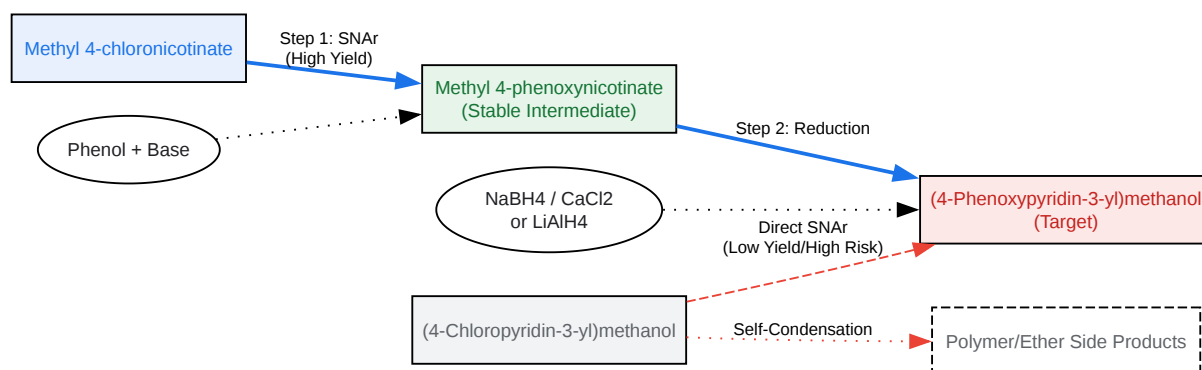 Methyl 4-chloronicotinate
Step 1: SNAr
(High Yield)
Methyl 4-phenoxynicotinate
(Stable Intermediate)
Phenol + Base
Step 2: Reduction
NaBH4 / CaCl2
or LiAlH4
(4-Phenoxypyridin-3-yl)methanol
(Target)
Direct SNAr
(Low Yield/High Risk)
(4-Chloropyridin-3-yl)methanol
Self-Condensation
Polymer/Ether Side Products